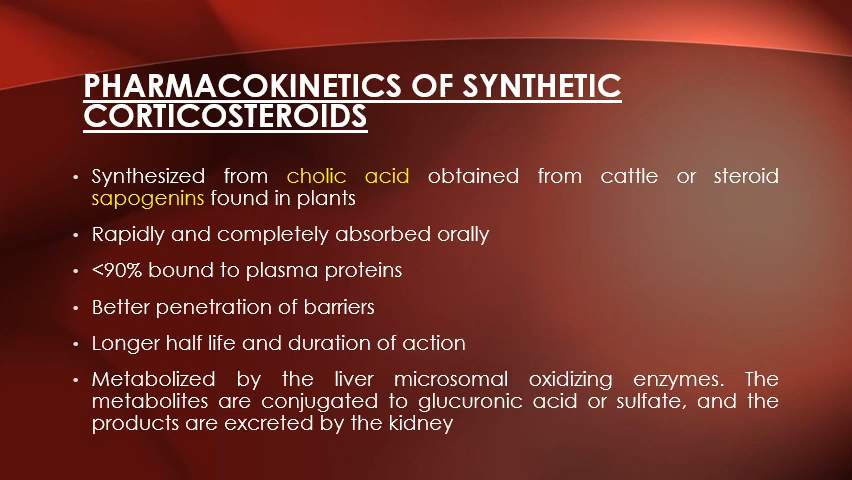 PHARMACOKINETICS OF SYNTHETIC
CORTICOSTEROIDS
• Synthesized from cholic acid obtained from cattle or steroid
sapogenins found in plants
• Rapidly and completely absorbed orally
• <90% bound to plasma proteins
• Better penetration of barriers
• Longer half life and duration of action
• Metabolized by the liver microsomal oxidizing enzymes. The
metabolites are conjugated to glucuronic acid or sulfate, and the
products are excreted by the kidney